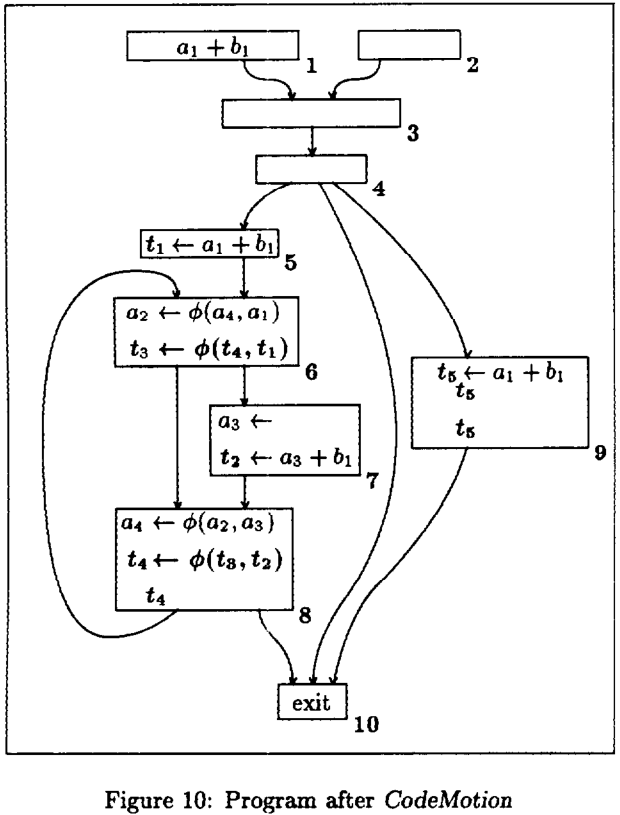 a₁ + b₁
1
2
3
4
t₁ ← a₁ + b₁
5
a₂ ← ϕ(a₄, a₁)
t₃ ← ϕ(t₄, t₁)
6
a₃ ←
t₂ ← a₃ + b₁
7
t₅ ← a₁ + b₁
t₅
t₅
9
a₄ ← ϕ(a₂, a₃)
t₄ ← ϕ(t₃, t₂)
t₄
8
exit
10
Figure 10: Program after CodeMotion